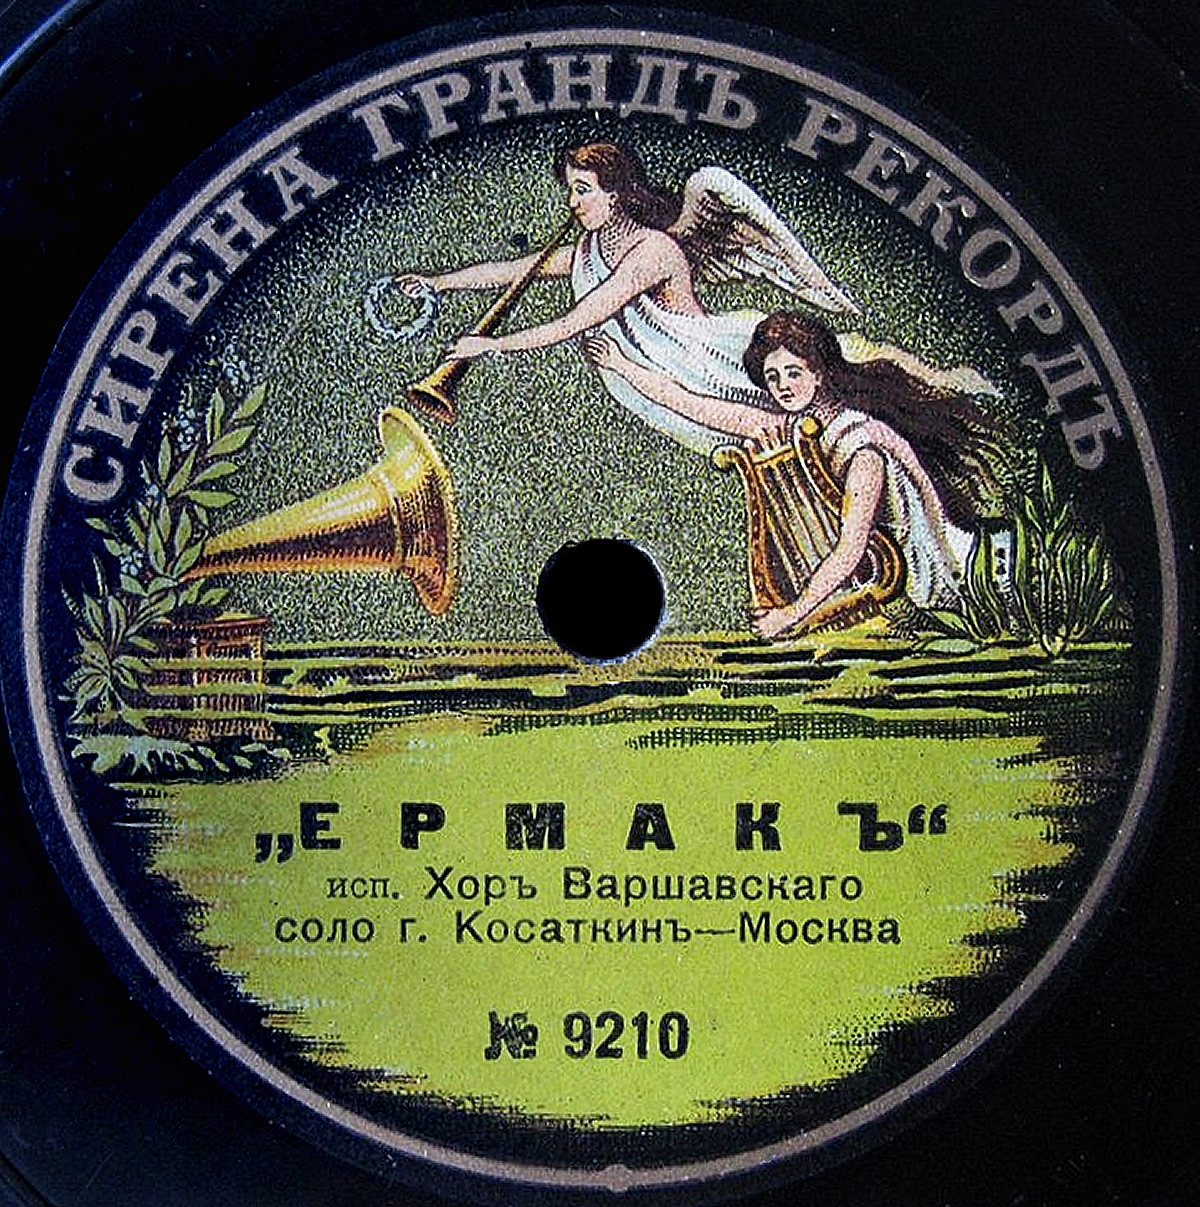 СИРЕНА ГРАНДЪ РЕКОРДЪ
„ЕРМАКЪ“
исп. Хоръ Варшавскаго
соло г. Косаткинъ—Москва
№ 9210